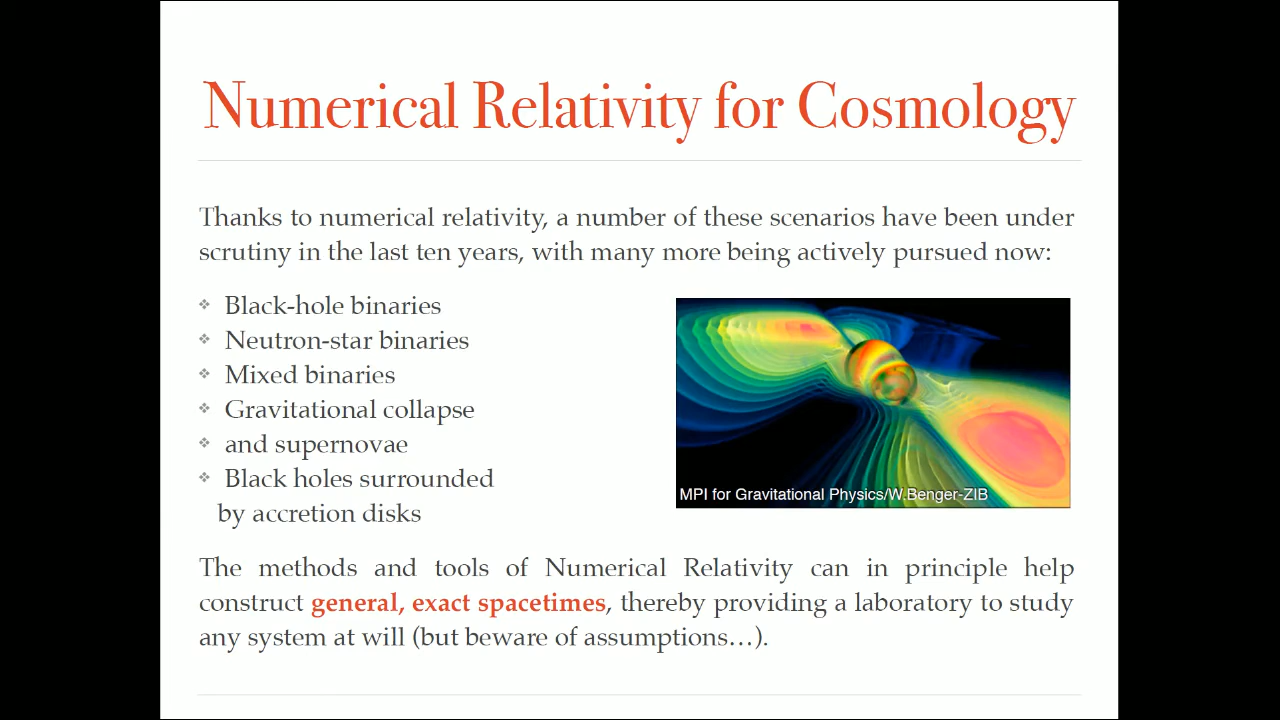 Numerical Relativity for Cosmology
Thanks to numerical relativity, a number of these scenarios have been under
scrutiny in the last ten years, with many more being actively pursued now:
❖ Black-hole binaries
❖ Neutron-star binaries
❖ Mixed binaries
❖ Gravitational collapse
❖ and supernovae
❖ Black holes surrounded
by accretion disks
MPI for Gravitational Physics/W.Benger-ZIB
The methods and tools of Numerical Relativity can in principle help
construct general, exact spacetimes, thereby providing a laboratory to study
any system at will (but beware of assumptions…).